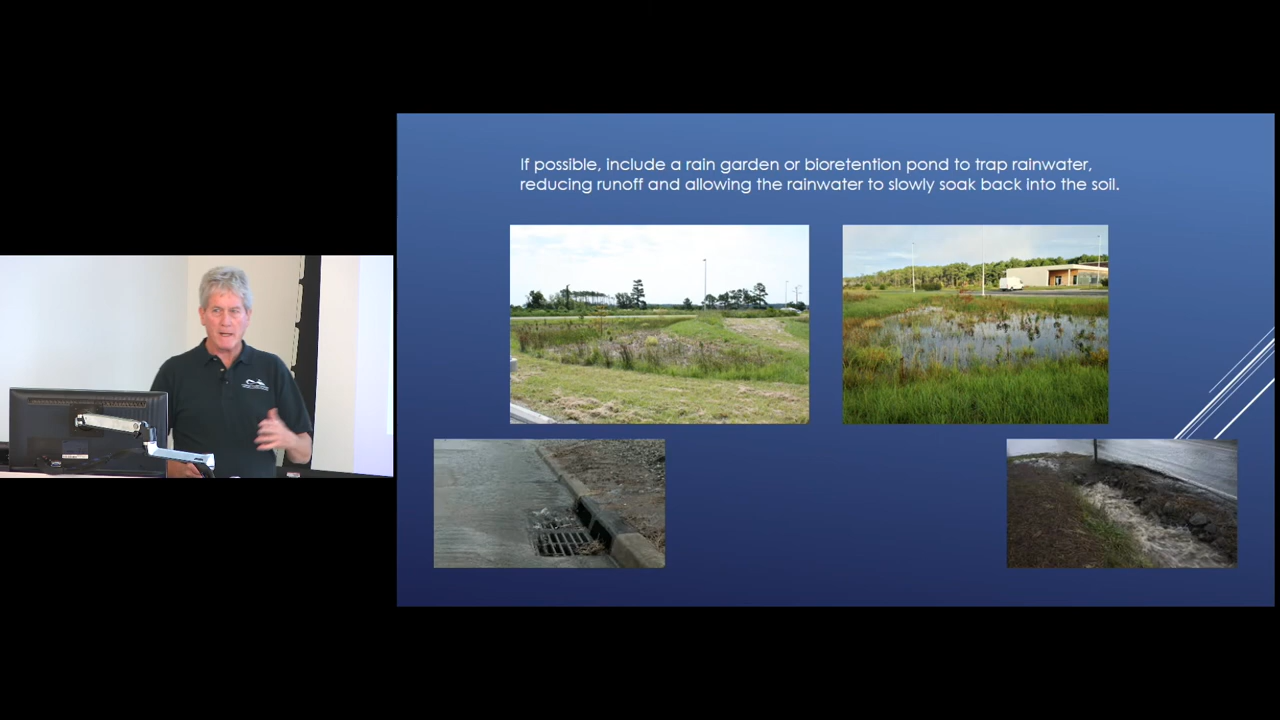 If possible, include a rain garden or bioretention pond to trap rainwater,
reducing runoff and allowing the rainwater to slowly soak back into the soil.